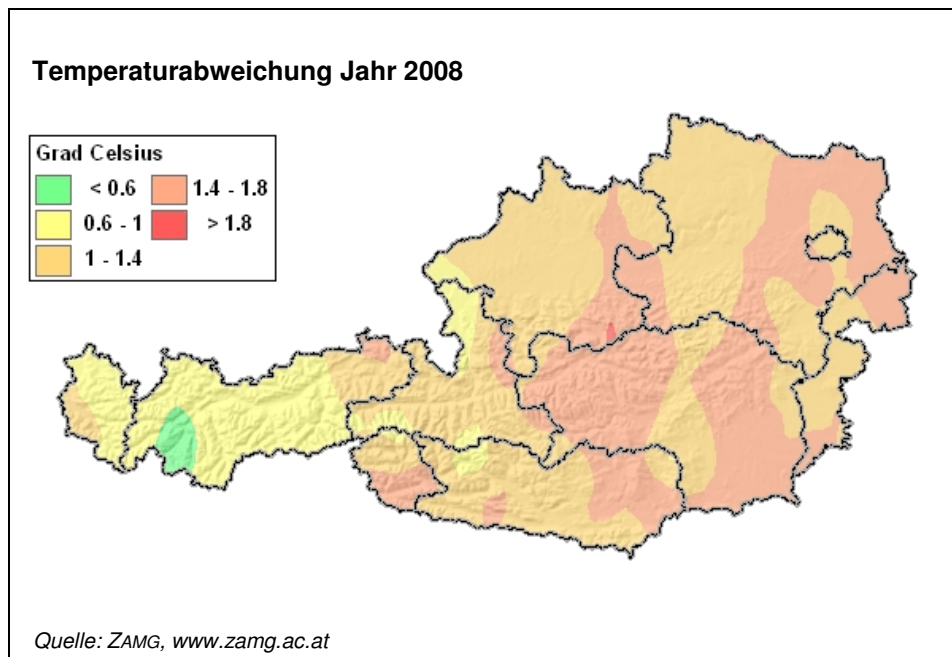 Temperaturabweichung Jahr 2008
Grad Celsius
< 0.6
1.4 - 1.8
0.6 - 1
> 1.8
1 - 1.4
Quelle: ZAMG, www.zamg.ac.at